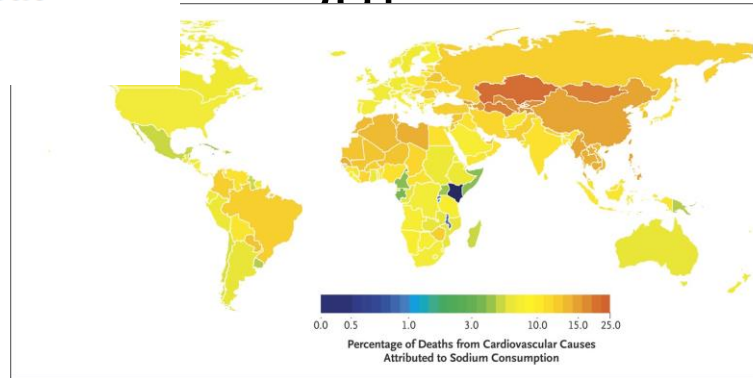 0.0 0.5 1.0 3.0 10.0 15.0 25.0
Percentage of Deaths from Cardiovascular Causes
Attributed to Sodium Consumption